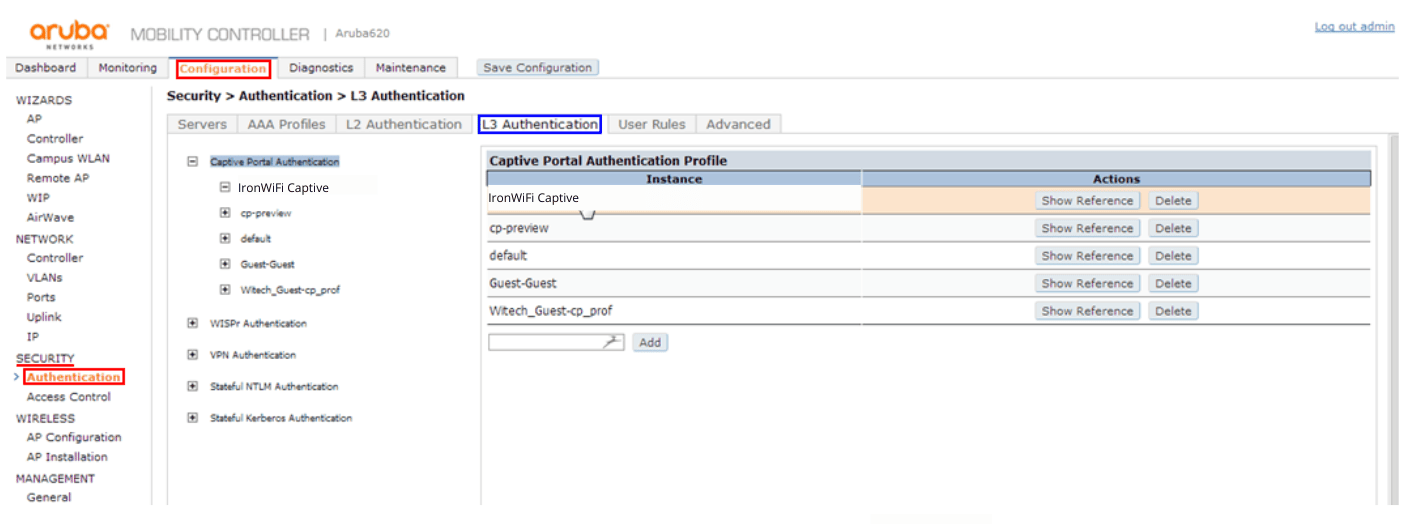 aruba NETWORKS MOBILITY CONTROLLER | Aruba620 Log out admin
Dashboard Monitoring Configuration Diagnostics Maintenance Save Configuration
WIZARDS
AP
Controller
Campus WLAN
Remote AP
WIP
AirWave
NETWORK
Controller
VLANs
Ports
Uplink
IP
SECURITY
> Authentication
Access Control
WIRELESS
AP Configuration
AP Installation
MANAGEMENT
General
Security > Authentication > L3 Authentication
Servers AAA Profiles L2 Authentication L3 Authentication User Rules Advanced
Captive Portal Authentication
IronWiFi Captive
cp-preview
default
Guest-Guest
Witech_Guest-cp_prof
WISPr Authentication
VPN Authentication
Stateful NTLM Authentication
Stateful Kerberos Authentication
Captive Portal Authentication Profile
Instance Actions
IronWiFi Captive Show Reference Delete
cp-preview Show Reference Delete
default Show Reference Delete
Guest-Guest Show Reference Delete
Witech_Guest-cp_prof Show Reference Delete
Add